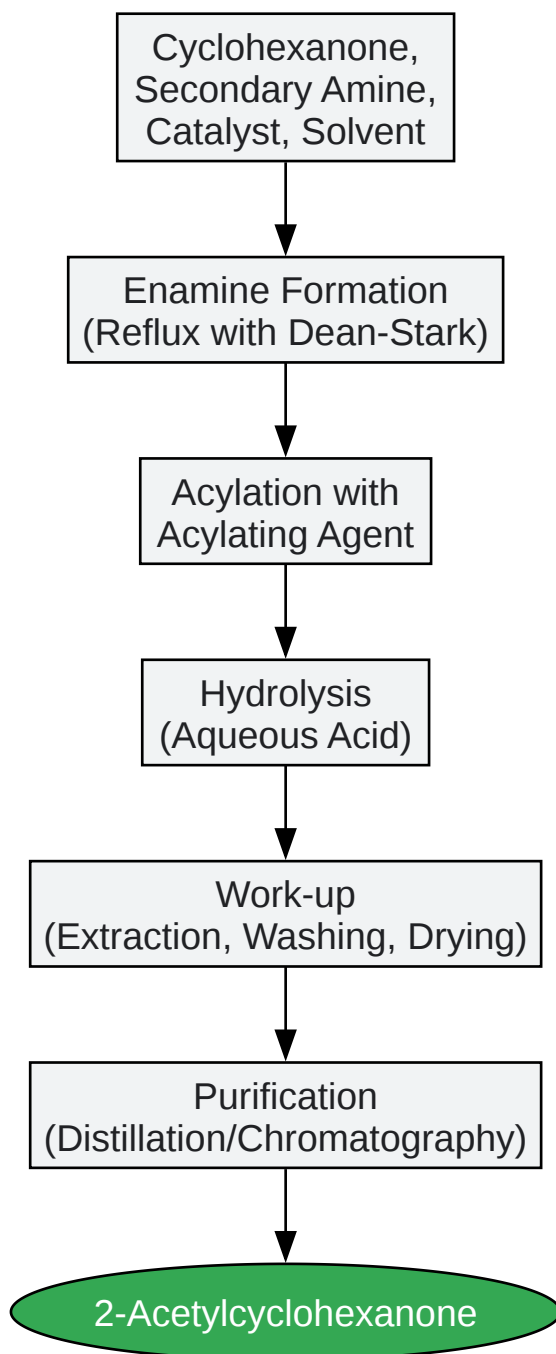 Cyclohexanone,
Secondary Amine,
Catalyst, Solvent
Enamine Formation
(Reflux with Dean-Stark)
Acylation with
Acylating Agent
Hydrolysis
(Aqueous Acid)
Work-up
(Extraction, Washing, Drying)
Purification
(Distillation/Chromatography)
2-Acetylcyclohexanone